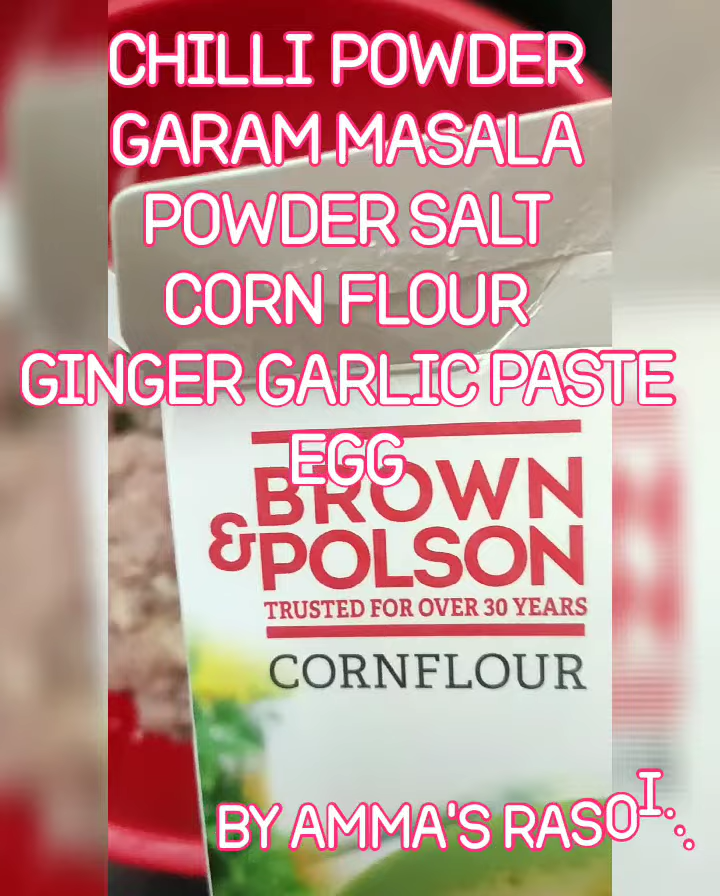 CHILLI POWDER
GARAM MASALA
POWDER SALT
CORN FLOUR
GINGER GARLIC PASTE
EGG
BROWN
& POLSON
TRUSTED FOR OVER 30 YEARS
CORNFLOUR
BY AMMA'S RASOI...